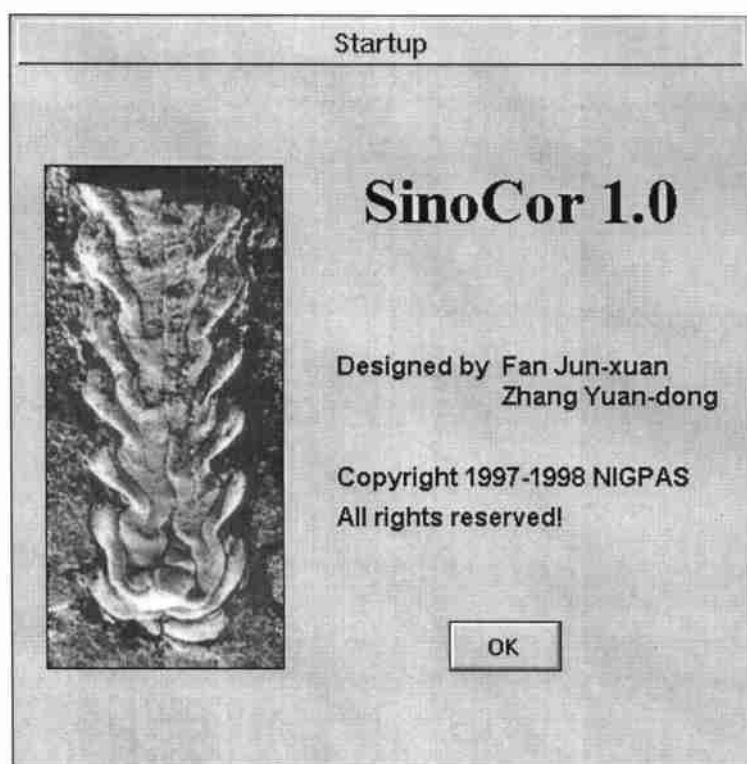 Startup
SinoCor 1.0
Designed by Fan Jun-xuan
Zhang Yuan-dong
Copyright 1997-1998 NIGPAS
All rights reserved!
OK